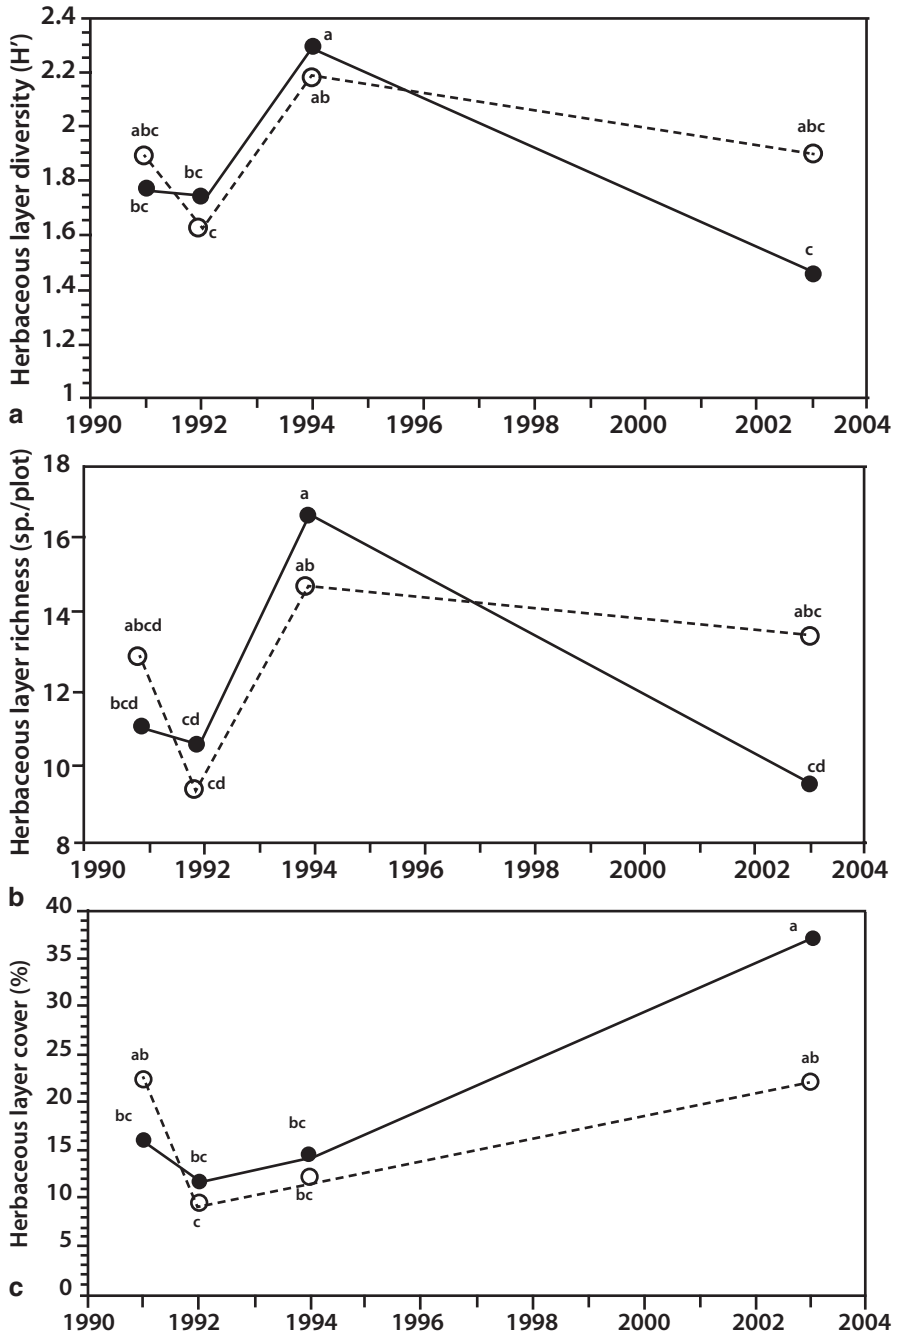 Herbaceous layer diversity (H′)
2.4
2.2
2
1.8
1.6
1.4
1.2
1
abc
bc
bc
c
a
ab
abc
c
a
1990 1992 1994 1996 1998 2000 2002 2004
Herbaceous layer richness (sp./plot)
18
16
14
12
10
8
abcd
bcd
cd
cd
a
ab
abc
cd
1990 1992 1994 1996 1998 2000 2002 2004
b
Herbaceous layer cover (%)
40
35
30
25
20
15
10
5
0
ab
bc
bc
c
bc
bc
a
ab
c
1990 1992 1994 1996 1998 2000 2002 2004